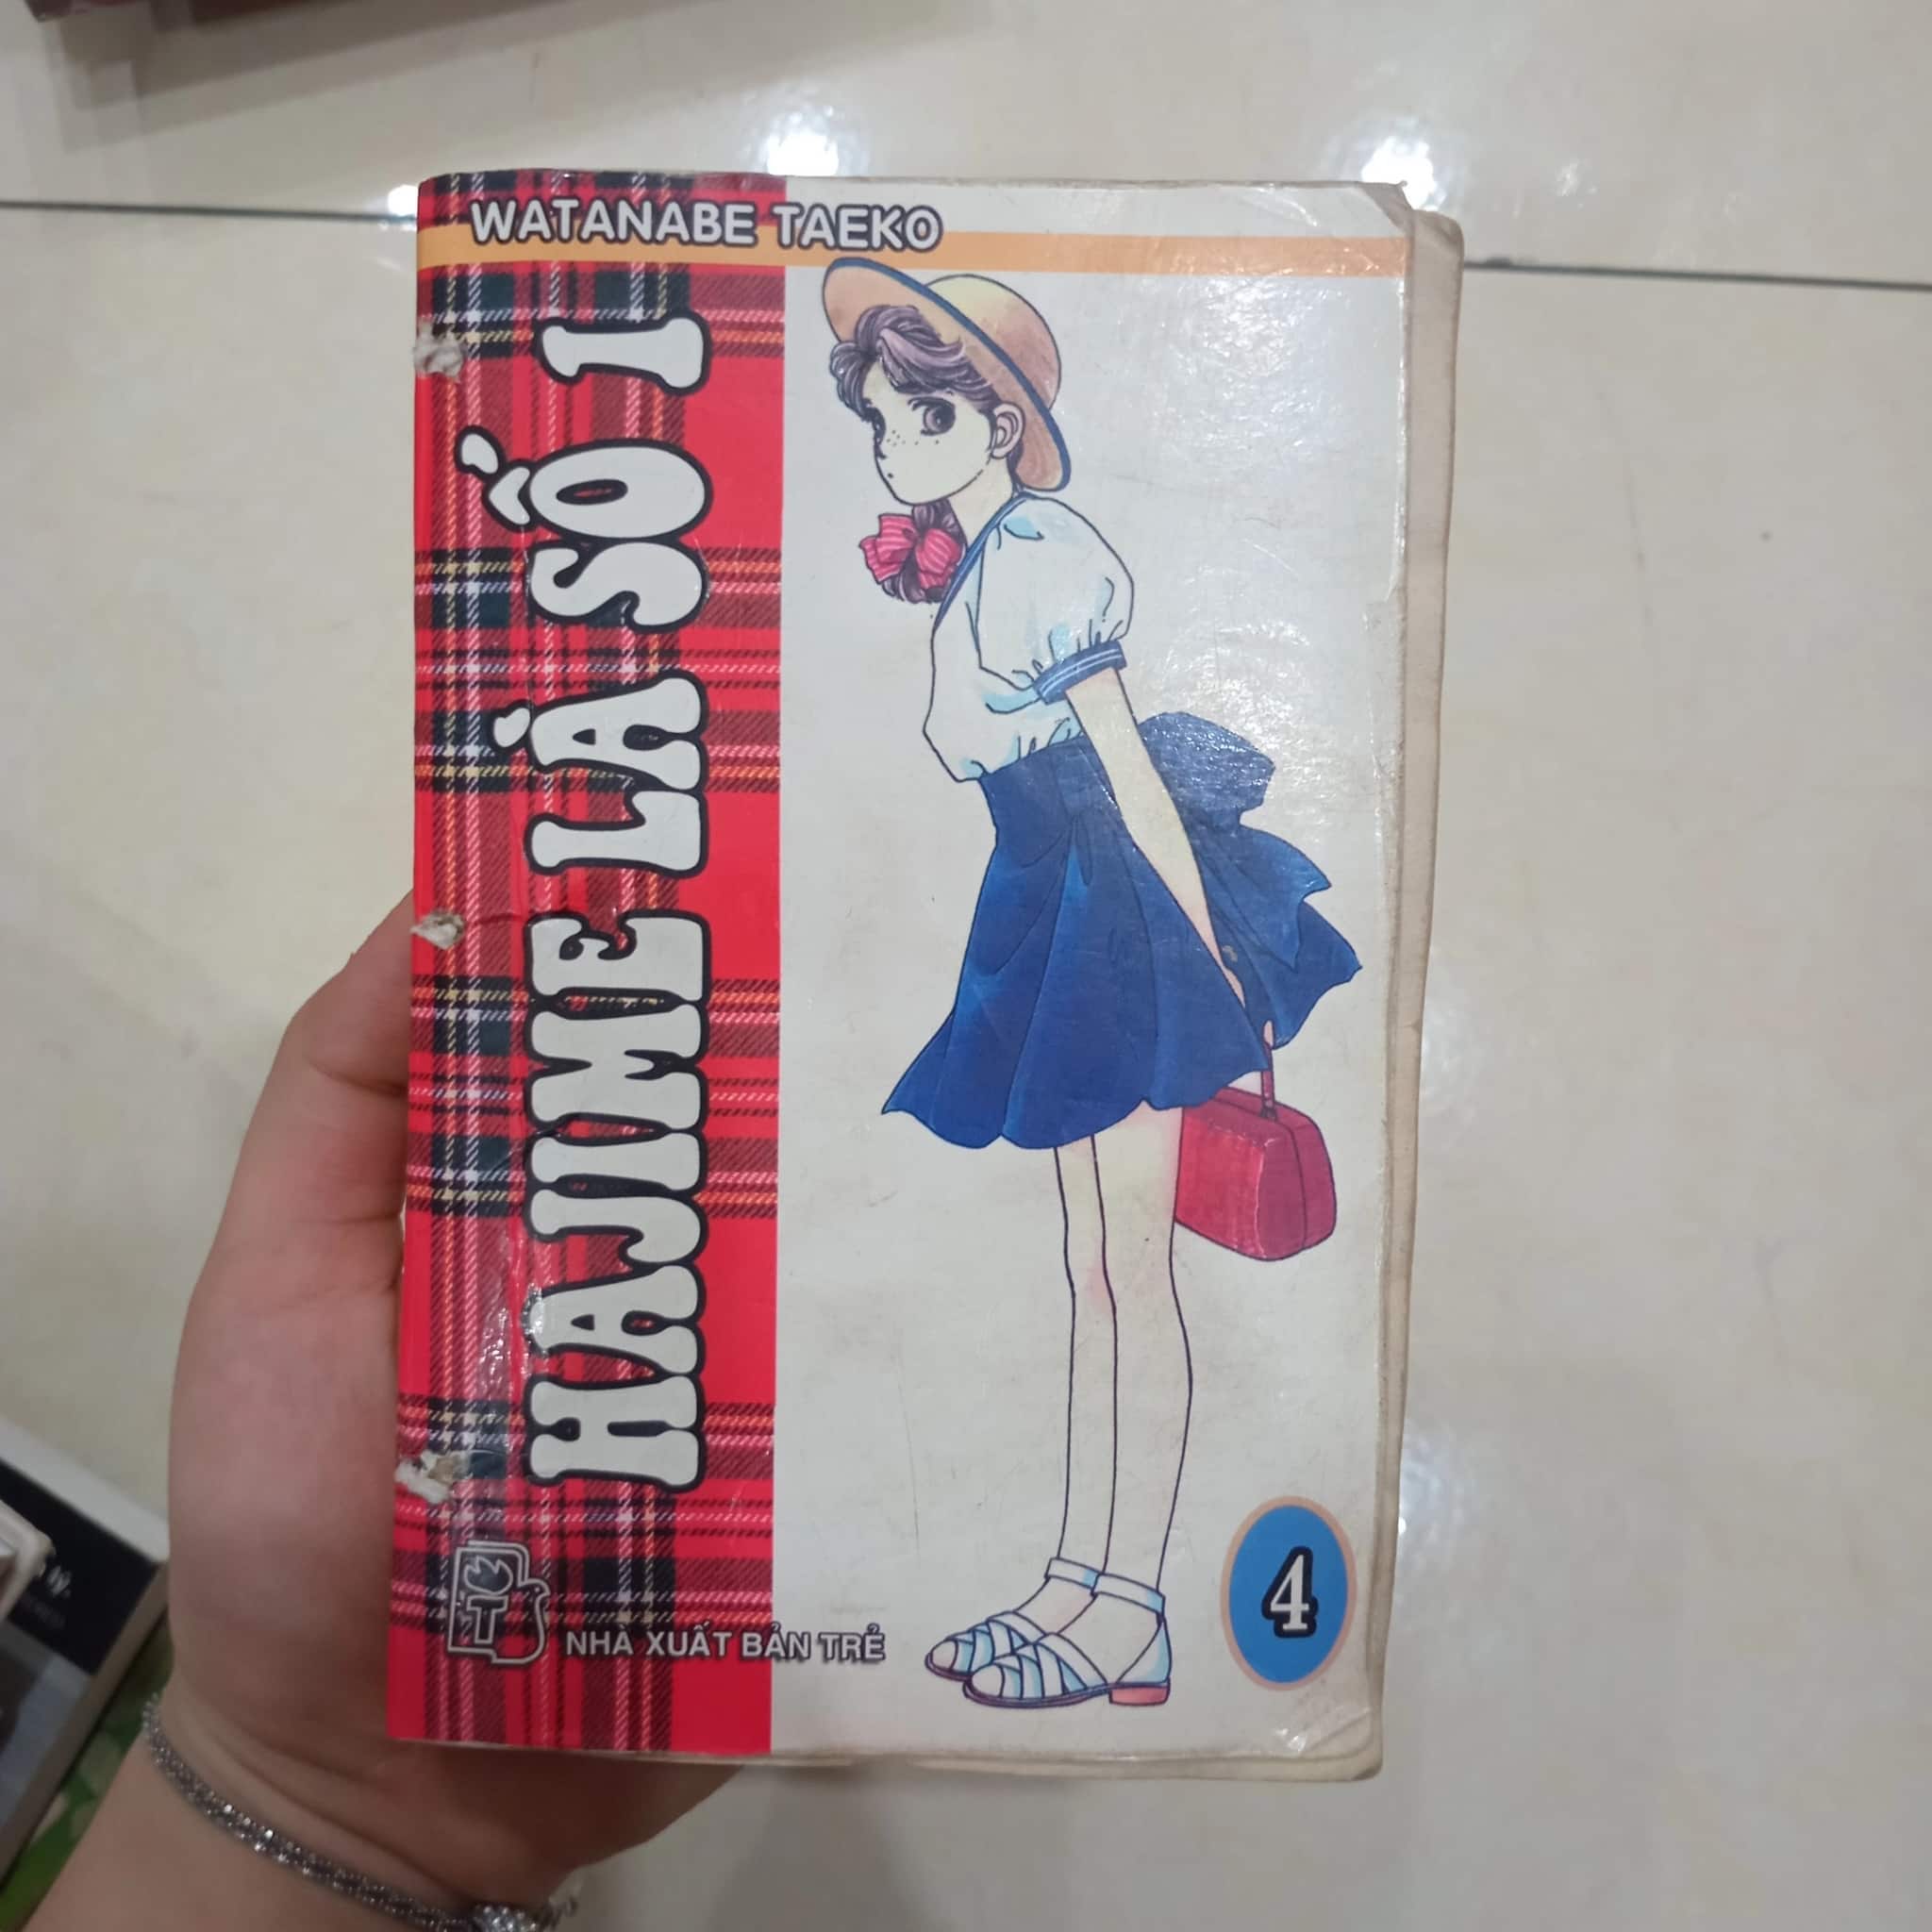 WATANABE TAEKO
HAJIME LÀ SỐ 1
NHÀ XUẤT BẢN TRẺ
4